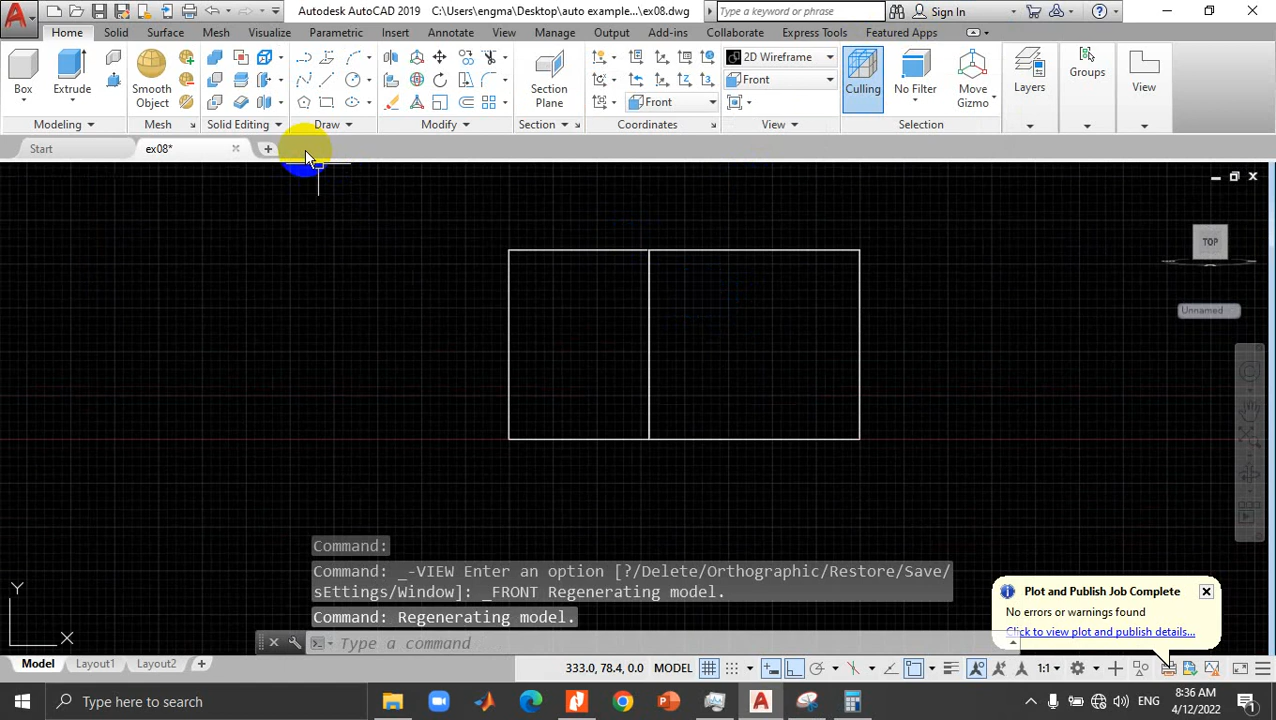 Autodesk AutoCAD 2019 C:\Users\engma\Desktop\auto example...\ex08.dwg
Type a keyword or phrase
Sign In
Home Solid Surface Mesh Visualize Parametric Insert Annotate View Manage Output Add-ins Collaborate Express Tools Featured Apps
2D Wireframe
Front
Front
Box Extrude Smooth Object Section Plane Culling No Filter Move Gizmo Layers Groups View
Modeling Mesh Solid Editing Draw Modify Section Coordinates View Selection
Start ex08*
TOP
Unnamed
Command:
Command: _-VIEW Enter an option [?/Delete/Orthographic/Restore/Save/
sEttings/Window]: _FRONT Regenerating model.
Command: Regenerating model.
Type a command
Plot and Publish Job Complete
No errors or warnings found
Click to view plot and publish details...
Y
X
Model Layout1 Layout2
333.0, 78.4, 0.0 MODEL 1:1
Type here to search
ENG
8:36 AM
4/12/2022
1